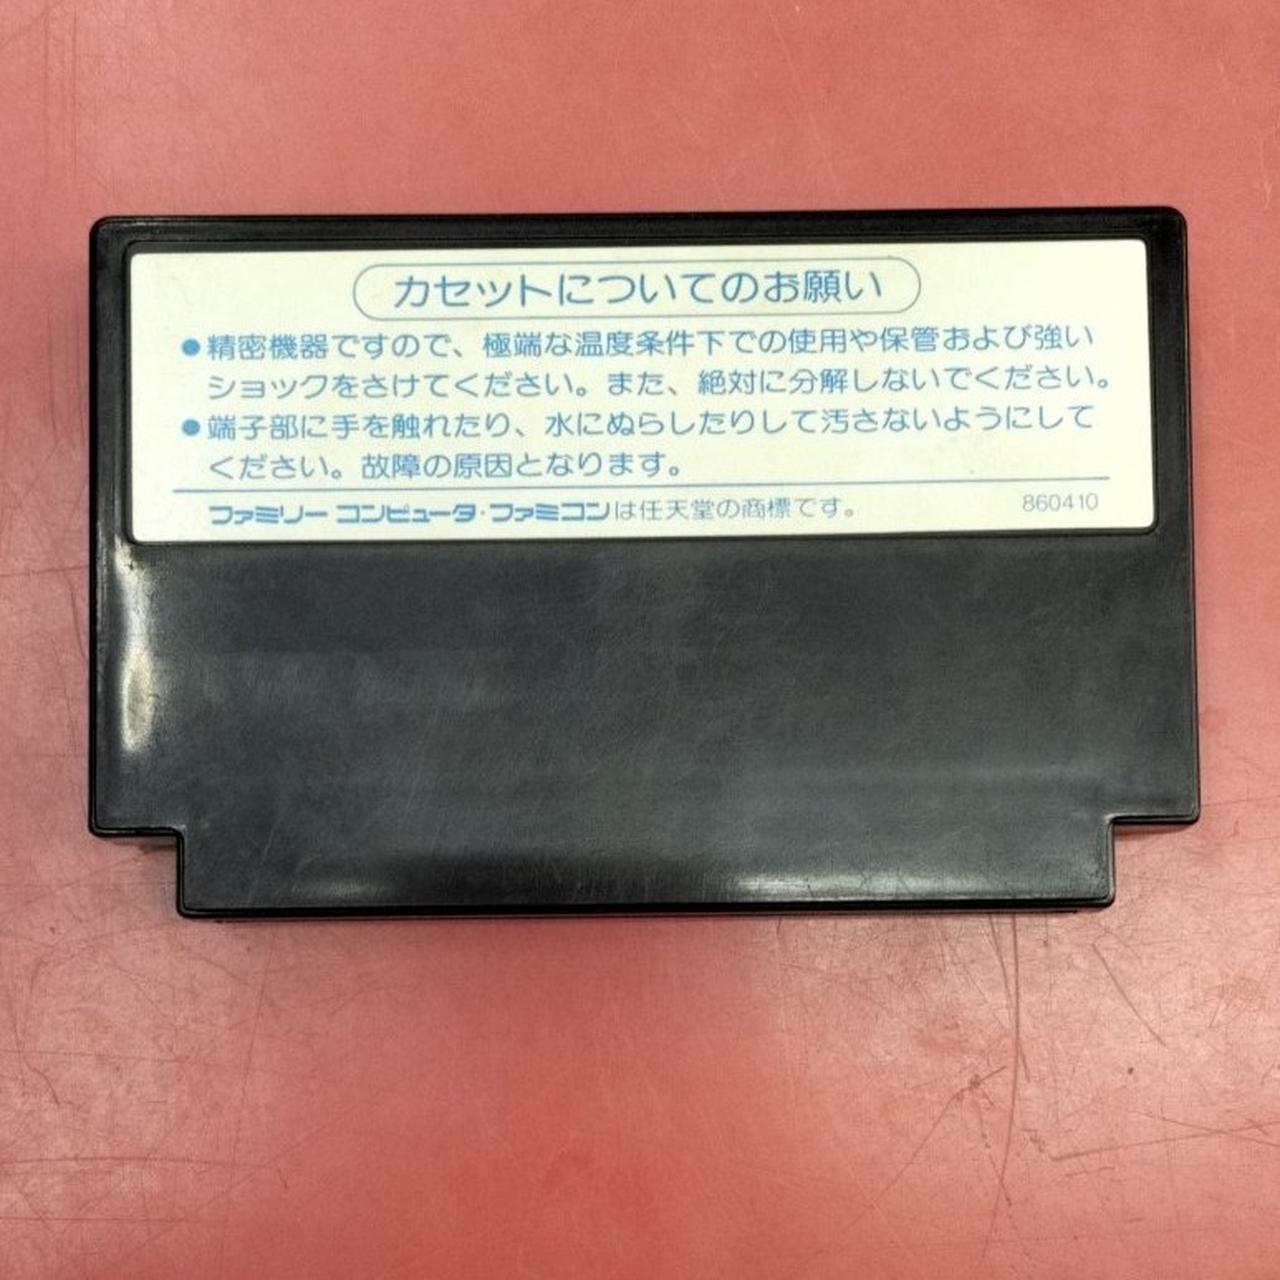 カセットについてのお願い
●精密機器ですので、極端な温度条件下での使用や保管および強い
ショックをさけてください。また、絶対に分解しないでください。
●端子部に手を触れたり、水にぬらしたりして汚さないようにして
ください。故障の原因となります。
ファミリー コンピュータ・ファミコンは任天堂の商標です。 860410